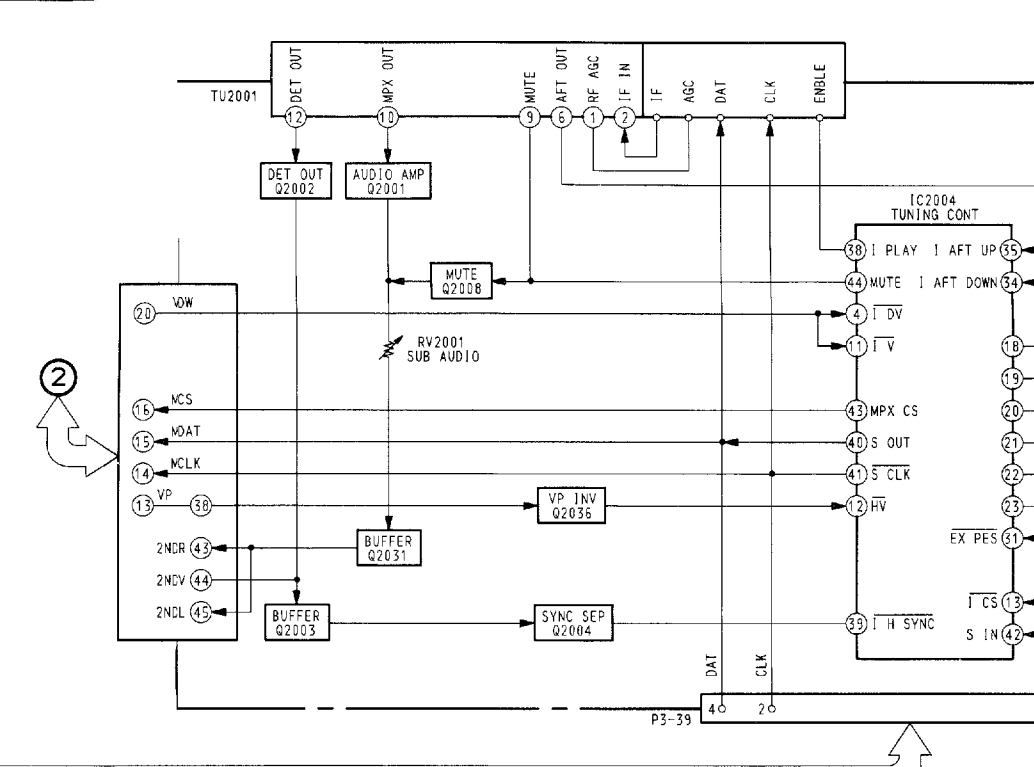 TU2001
DET OUT
MPX OUT
MUTE
AFT OUT
RF AGC
IF IN
IF
AGC
DAT
CLK
ENBLE
12
10
9
6
1
2
DET OUT
Q2002
AUDIO AMP
Q2001
IC2004
TUNING CONT
38 I PLAY
I AFT UP 35
MUTE
Q2008
44 MUTE
I AFT DOWN 34
20
VDW
4 I DV
RV2001
SUB AUDIO
11 I V
18
2
19
16
MCS
43 MPX CS
20
15
MDAT
40 S OUT
21
14
MCLK
41 S CLK
22
13
VP
38
VP INV
Q2036
12 HV
23
EX PES 31
2NDR 43
BUFFER
Q2031
2NDV 44
2NDL 45
I CS 13
BUFFER
Q2003
SYNC SEP
Q2004
39 I H SYNC
S IN 42
DAT
CLK
P3-39
4
2